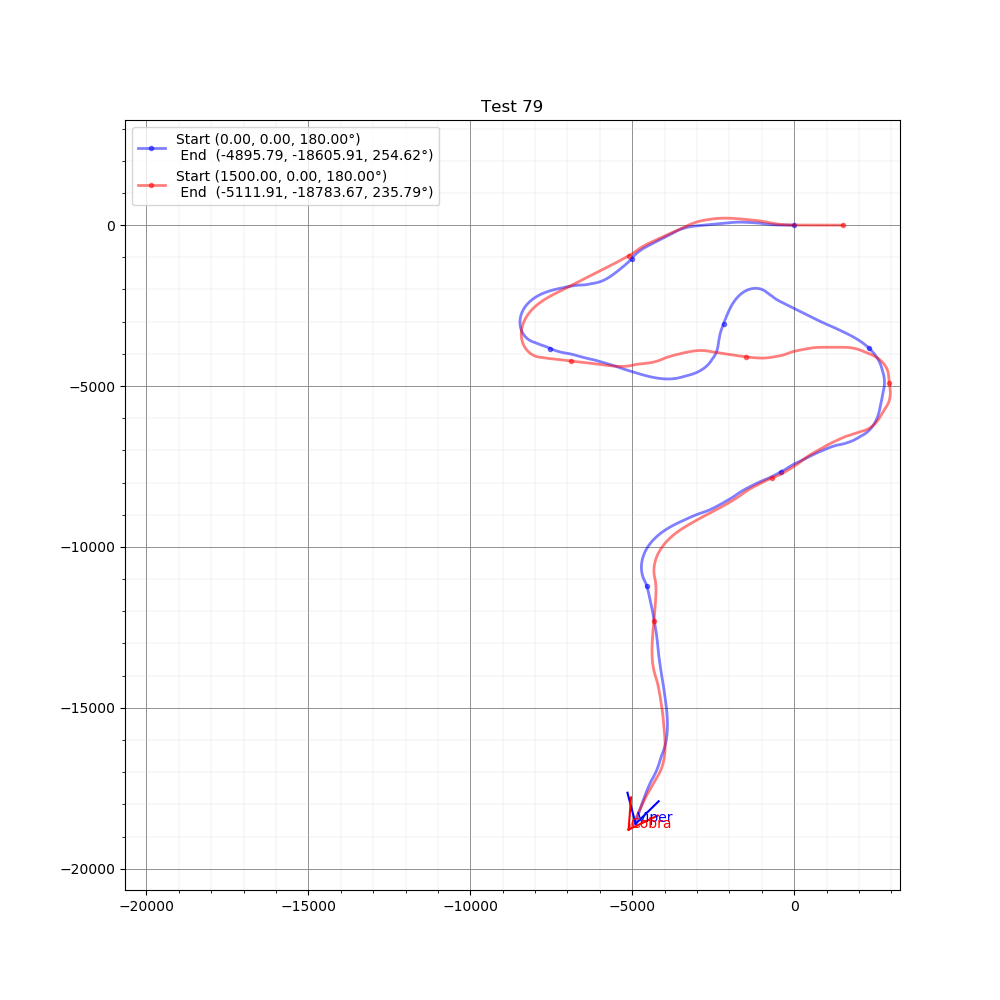 Test 79
Start (0.00, 0.00, 180.00°)
End (-4895.79, -18605.91, 254.62°)
Start (1500.00, 0.00, 180.00°)
End (-5111.91, -18783.67, 235.79°)
0
−5000
−10000
−15000
−20000
Viper
Cobra
−20000 −15000 −10000 −5000 0